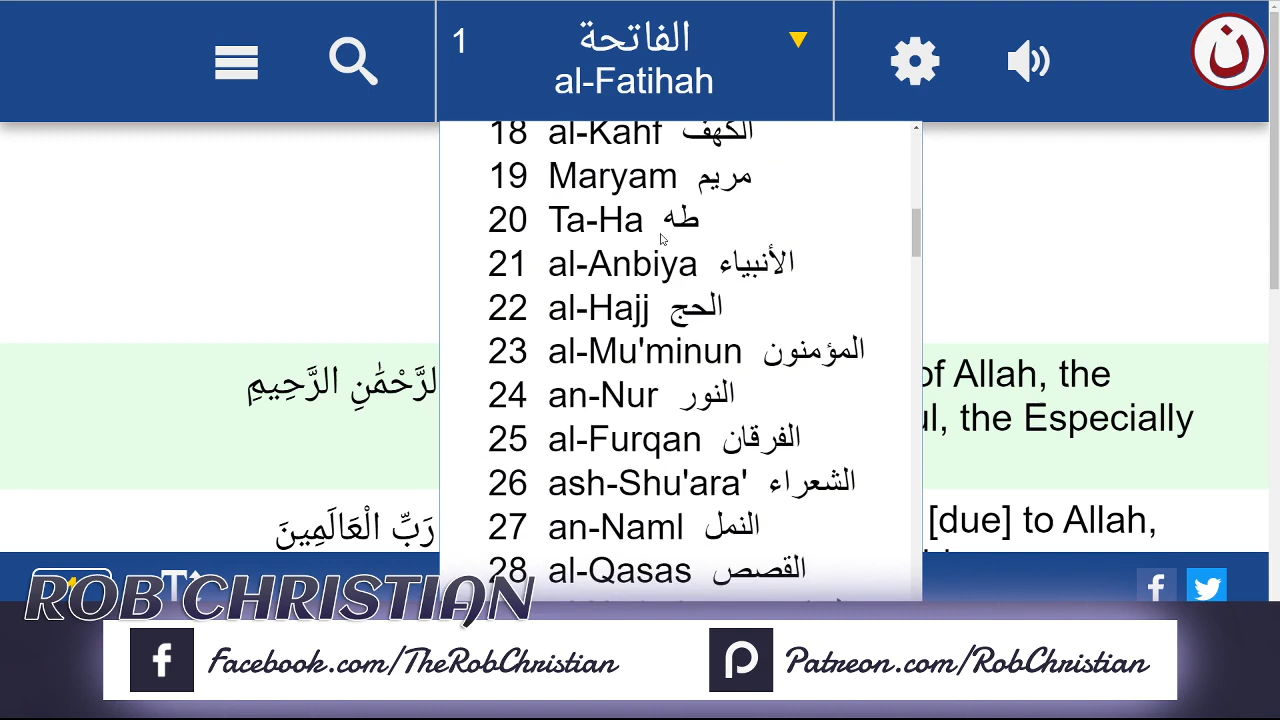 1
الفاتحة
al-Fatihah
ن
18 al-Kahf الكهف
19 Maryam مريم
20 Ta-Ha طه
21 al-Anbiya الأنبياء
22 al-Hajj الحج
23 al-Mu'minun المؤمنون
24 an-Nur النور
25 al-Furqan الفرقان
26 ash-Shu'ara' الشعراء
27 an-Naml النمل
28 al-Qasas القصص
لرَّحْمَٰنِ الرَّحِيمِ
of Allah, the
the Especially
رَبِّ الْعَالَمِينَ
[due] to Allah,
ROB CHRISTIAN
Facebook.com/TheRobChristian
Patreon.com/RobChristian